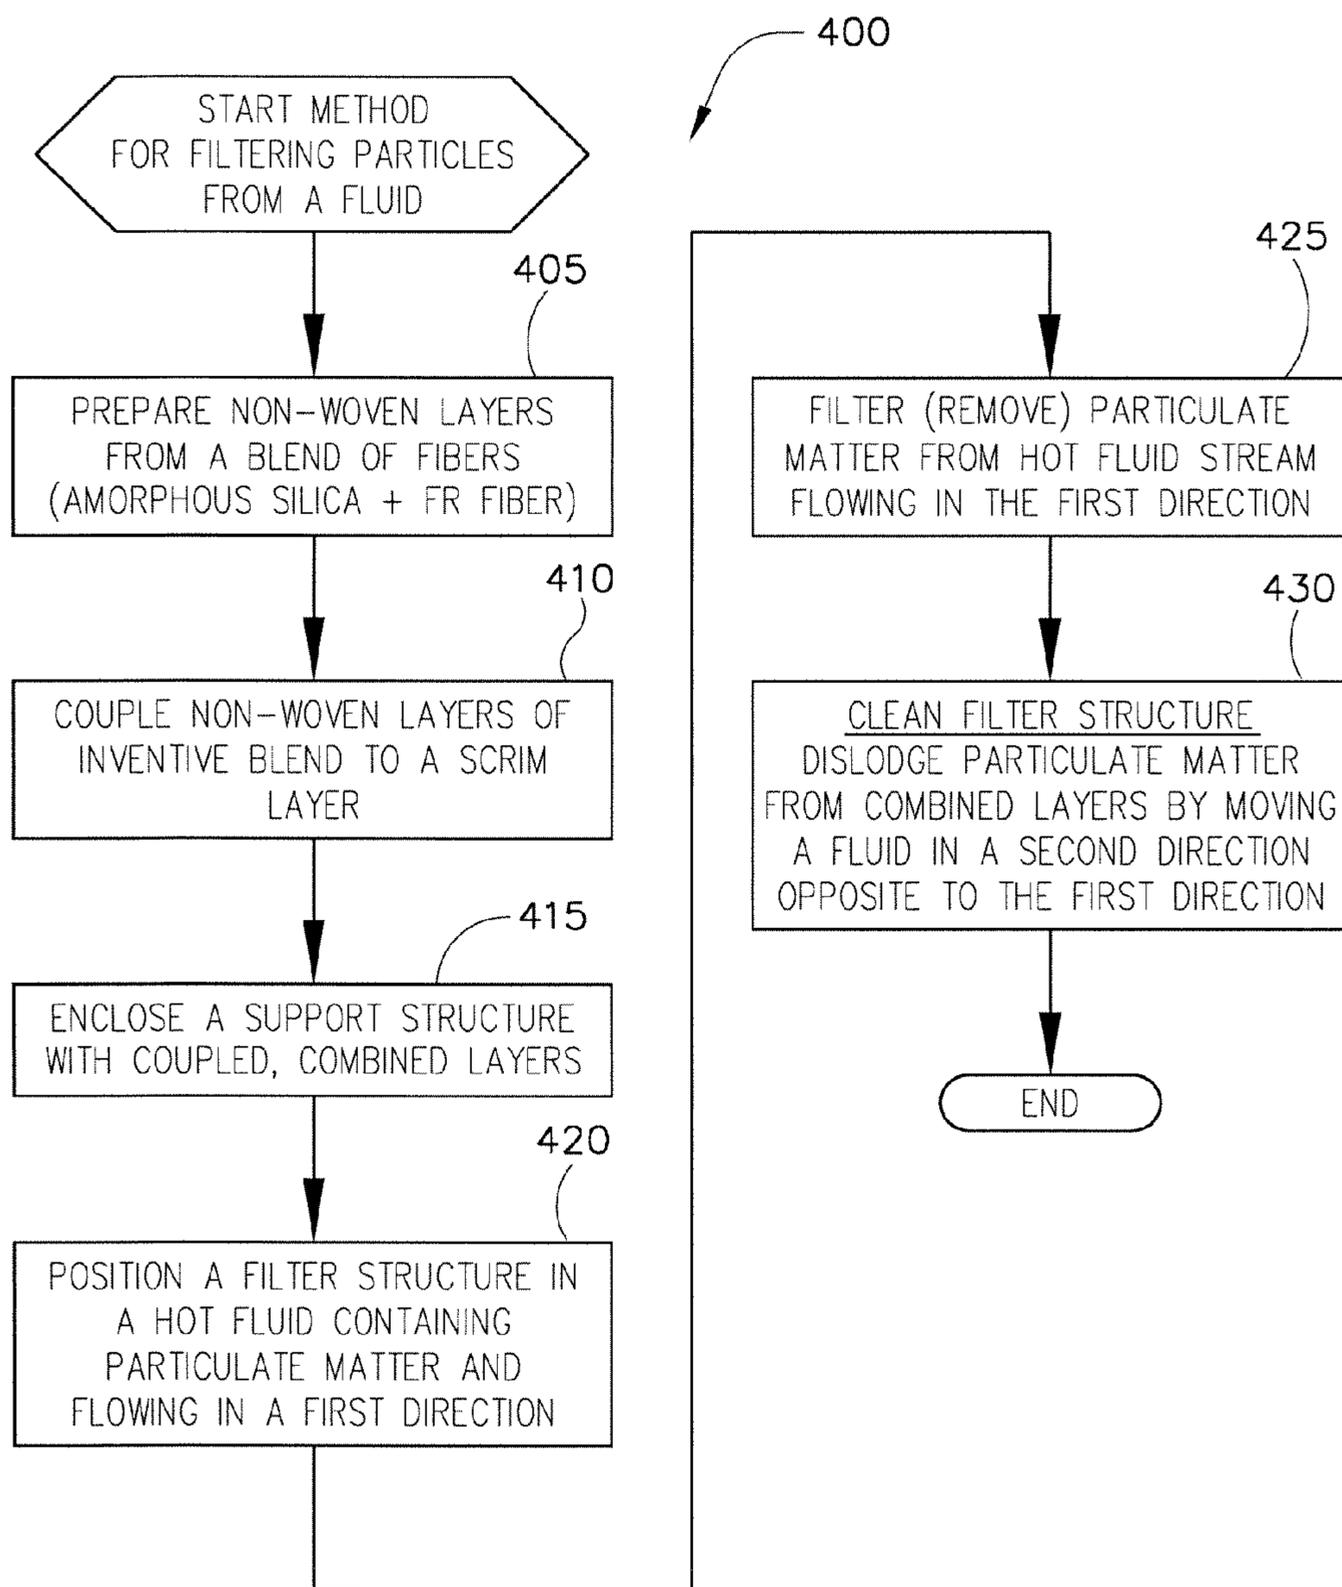 400
START METHOD
FOR FILTERING PARTICLES
FROM A FLUID
405
PREPARE NON-WOVEN LAYERS
FROM A BLEND OF FIBERS
(AMORPHOUS SILICA + FR FIBER)
410
COUPLE NON-WOVEN LAYERS OF
INVENTIVE BLEND TO A SCRIM
LAYER
415
ENCLOSE A SUPPORT STRUCTURE
WITH COUPLED, COMBINED LAYERS
420
POSITION A FILTER STRUCTURE IN
A HOT FLUID CONTAINING
PARTICULATE MATTER AND
FLOWING IN A FIRST DIRECTION
425
FILTER (REMOVE) PARTICULATE
MATTER FROM HOT FLUID STREAM
FLOWING IN THE FIRST DIRECTION
430
CLEAN FILTER STRUCTURE
DISLODGE PARTICULATE MATTER
FROM COMBINED LAYERS BY MOVING
A FLUID IN A SECOND DIRECTION
OPPOSITE TO THE FIRST DIRECTION
END